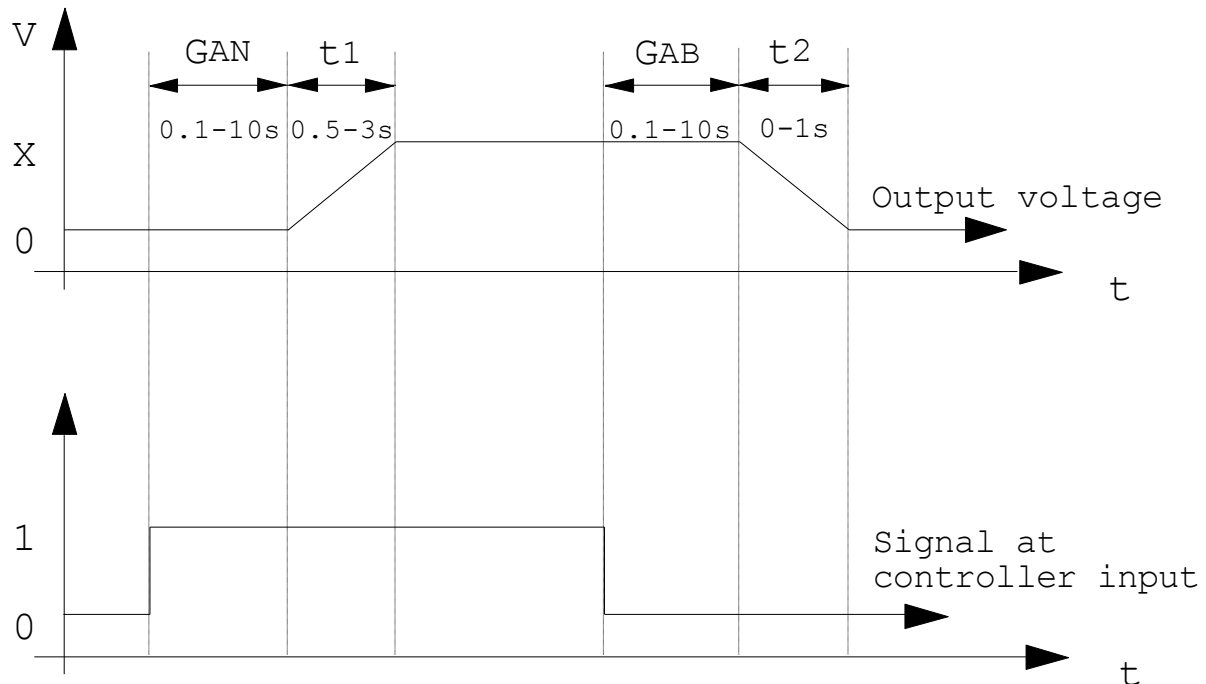 V
GAN t1 GAB t2
0.1-10s 0.5-3s 0.1-10s 0-1s
X
Output voltage
0
t
1
Signal at
controller input
0
t